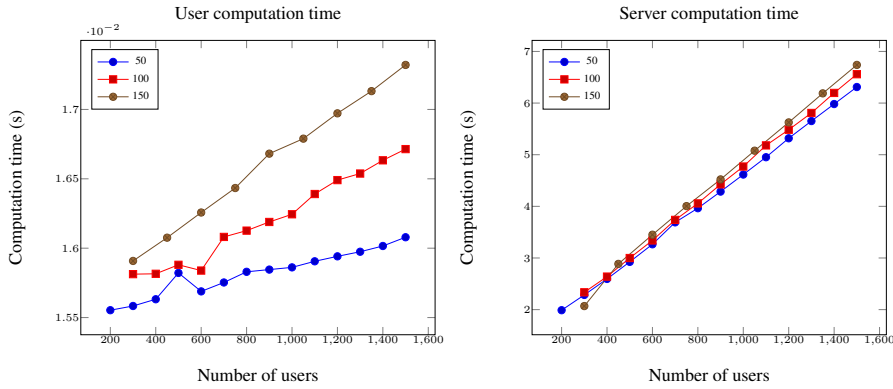 User computation time
·10−2
50
100
150
1.7
1.65
1.6
1.55
200 400 600 800 1,000 1,200 1,400 1,600
Computation time (s)
Number of users
Server computation time
50
100
150
7
6
5
4
3
2
200 400 600 800 1,000 1,200 1,400 1,600
Computation time (s)
Number of users